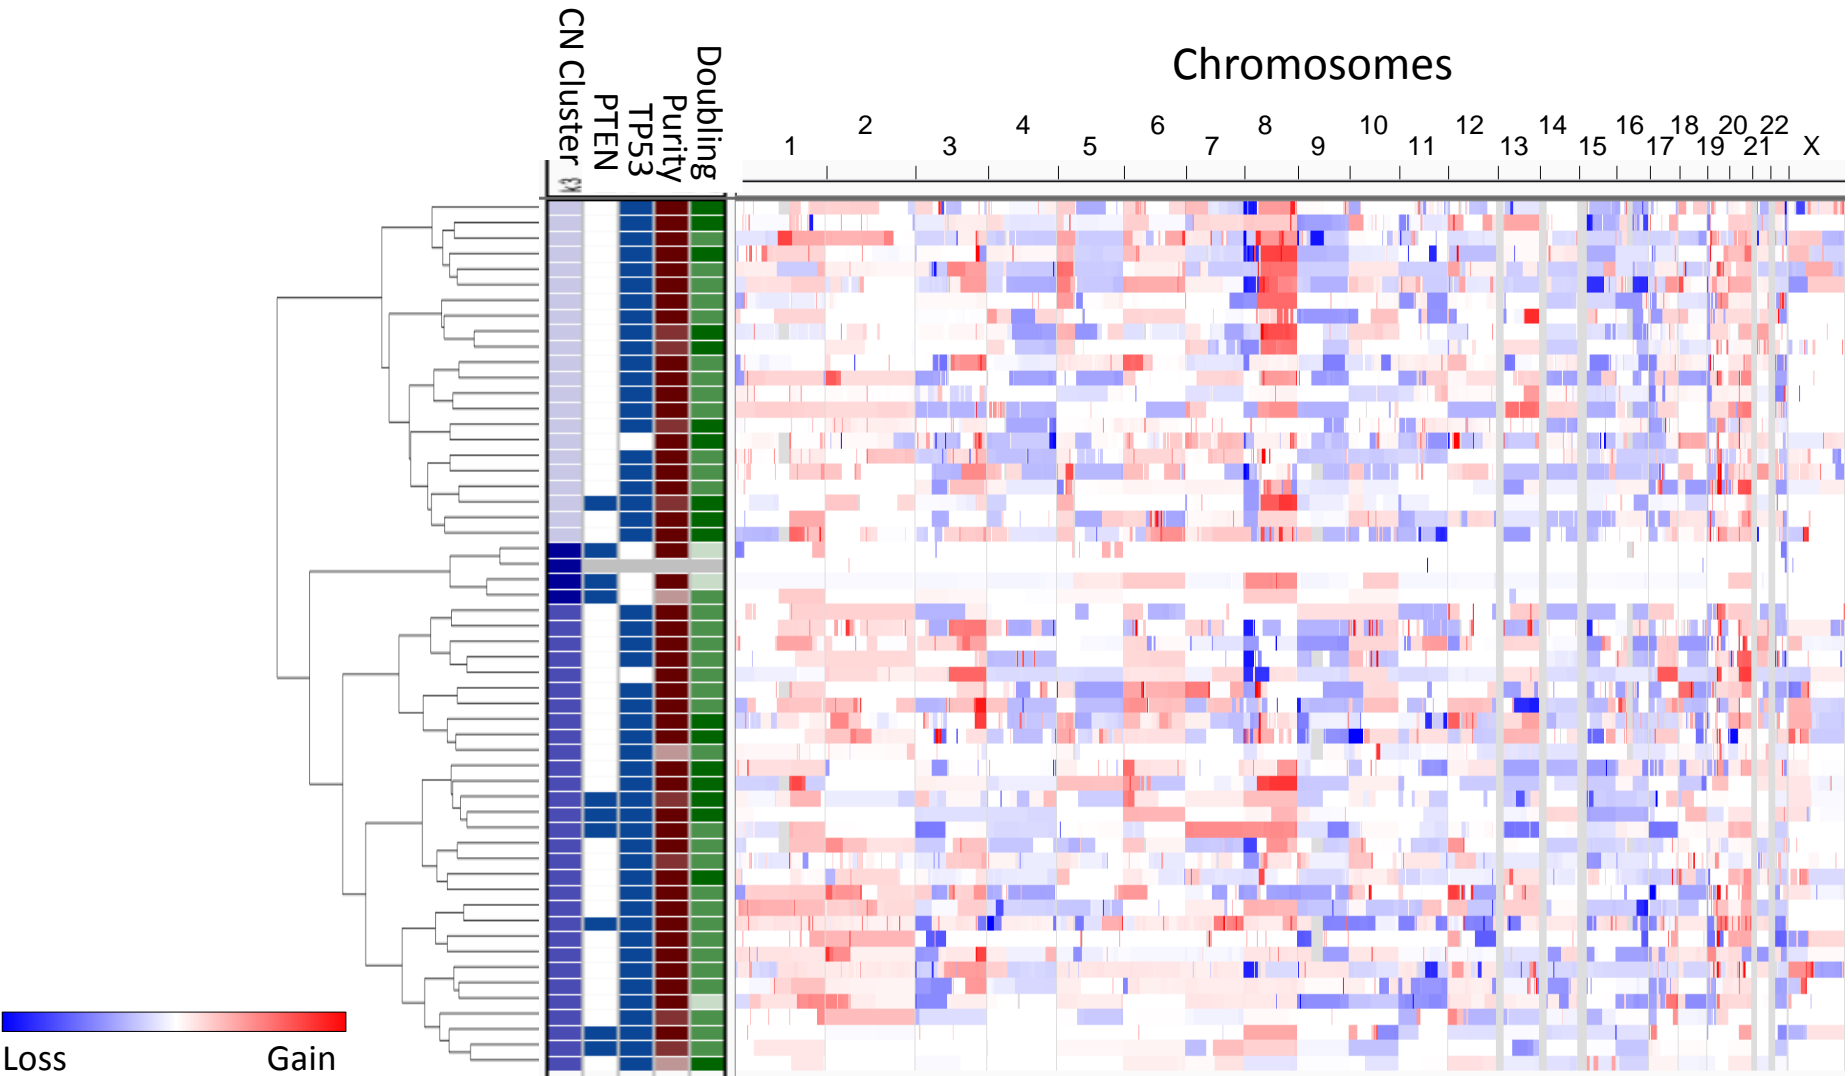 CN Cluster
k3
PTEN
TP53
Purity
Doubling
Chromosomes
1 2 3 4 5 6 7 8 9 10 11 12 13 14 15 16 17 18 19 20 21 22 X
Loss Gain